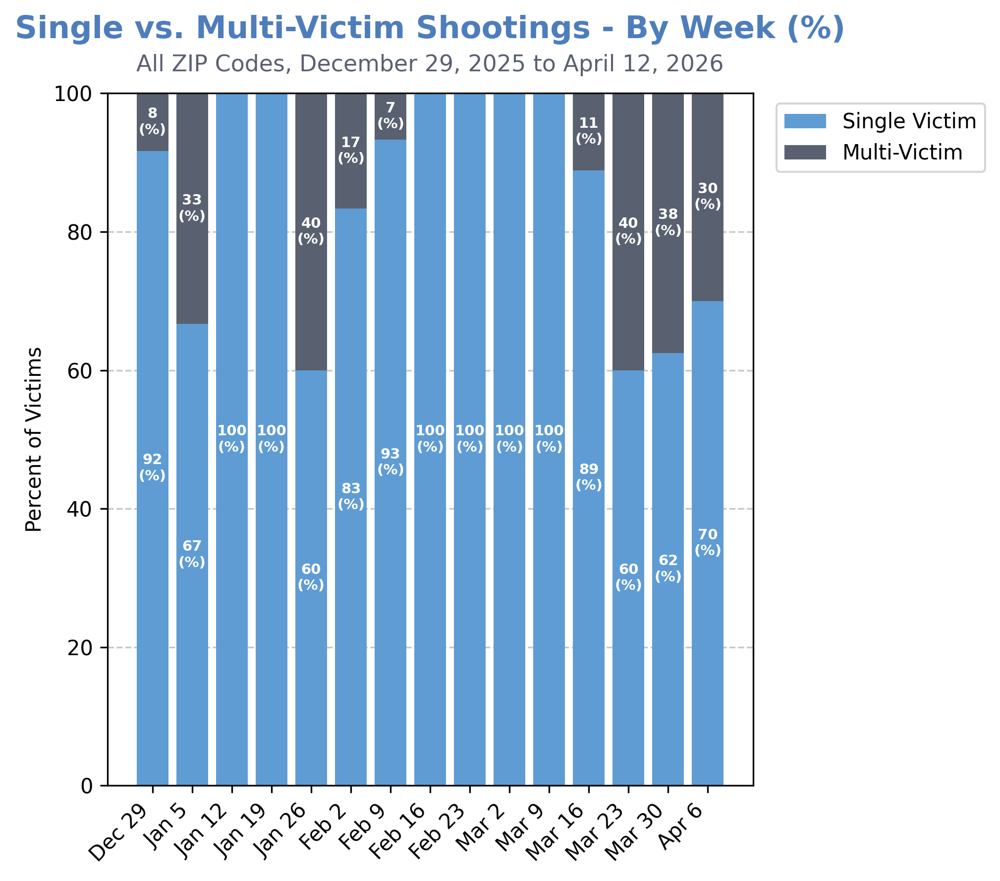 Single vs. Multi-Victim Shootings - By Week (%)
All ZIP Codes, December 29, 2025 to April 12, 2026
Single Victim
Multi-Victim
Percent of Victims
100
80
60
40
20
0
8
(%)
92
(%)
33
(%)
67
(%)
100
(%)
100
(%)
40
(%)
60
(%)
17
(%)
83
(%)
7
(%)
93
(%)
100
(%)
100
(%)
100
(%)
100
(%)
11
(%)
89
(%)
40
(%)
60
(%)
38
(%)
62
(%)
30
(%)
70
(%)
Dec 29
Jan 5
Jan 12
Jan 19
Jan 26
Feb 2
Feb 9
Feb 16
Feb 23
Mar 2
Mar 9
Mar 16
Mar 23
Mar 30
Apr 6